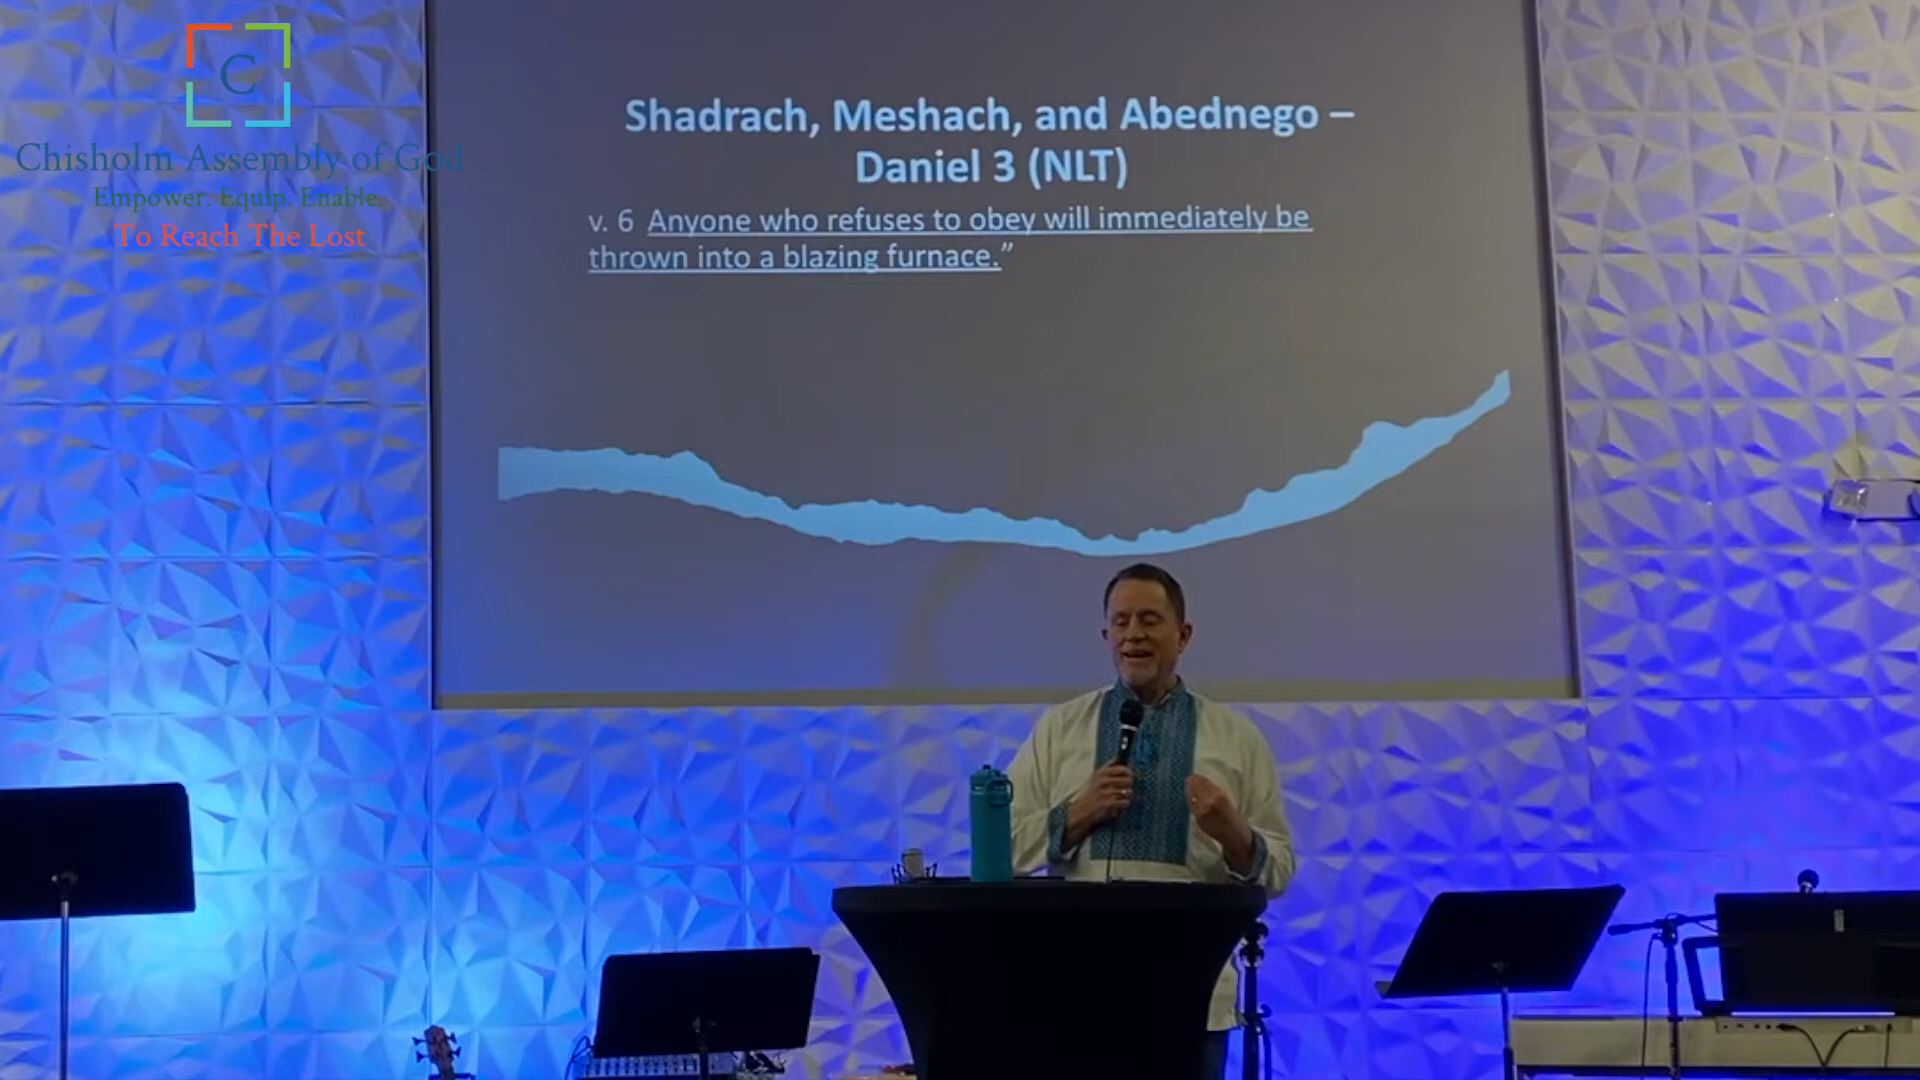 C
Chisholm Assembly of God
Empower. Equip. Enable.
To Reach The Lost
Shadrach, Meshach, and Abednego –
Daniel 3 (NLT)
v. 6 Anyone who refuses to obey will immediately be
thrown into a blazing furnace.”